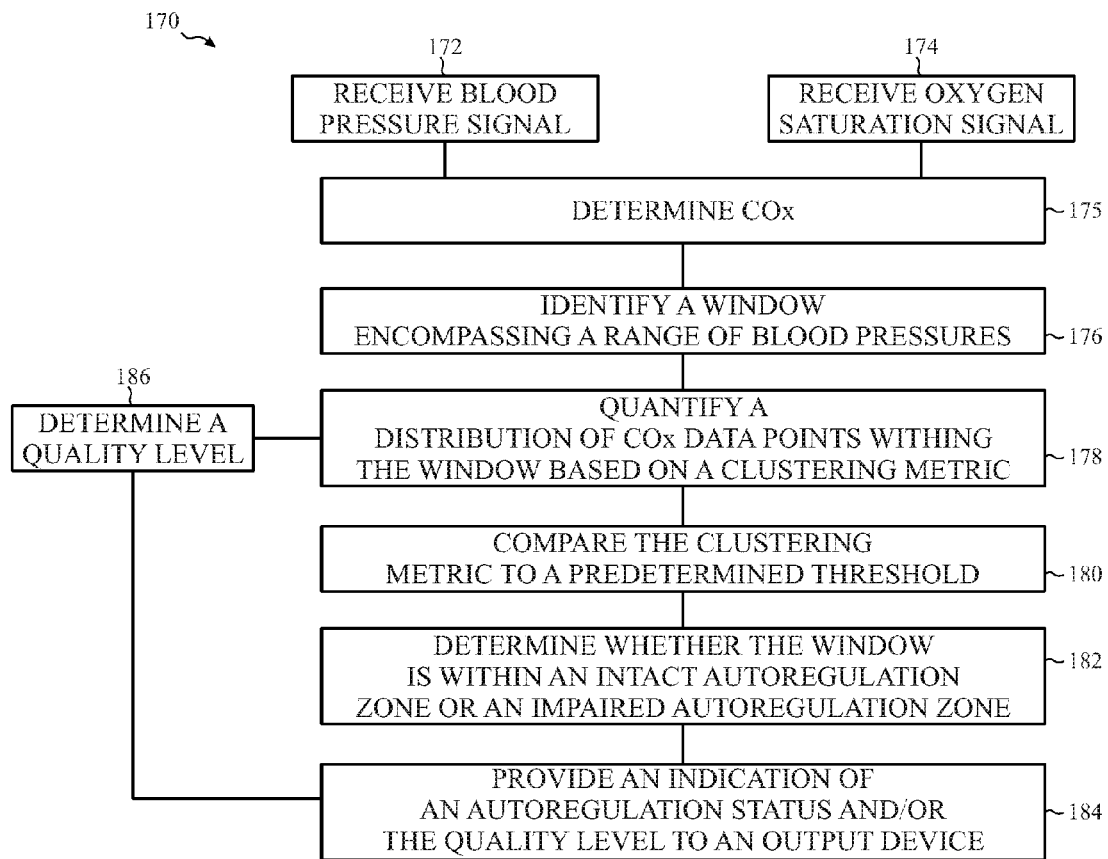 170
172
174
RECEIVE BLOOD
PRESSURE SIGNAL
RECEIVE OXYGEN
SATURATION SIGNAL
DETERMINE COx
175
IDENTIFY A WINDOW
ENCOMPASSING A RANGE OF BLOOD PRESSURES
176
186
DETERMINE A
QUALITY LEVEL
QUANTIFY A
DISTRIBUTION OF COx DATA POINTS WITHING
THE WINDOW BASED ON A CLUSTERING METRIC
178
COMPARE THE CLUSTERING
METRIC TO A PREDETERMINED THRESHOLD
180
DETERMINE WHETHER THE WINDOW
IS WITHIN AN INTACT AUTOREGULATION
ZONE OR AN IMPAIRED AUTOREGULATION ZONE
182
PROVIDE AN INDICATION OF
AN AUTOREGULATION STATUS AND/OR
THE QUALITY LEVEL TO AN OUTPUT DEVICE
184